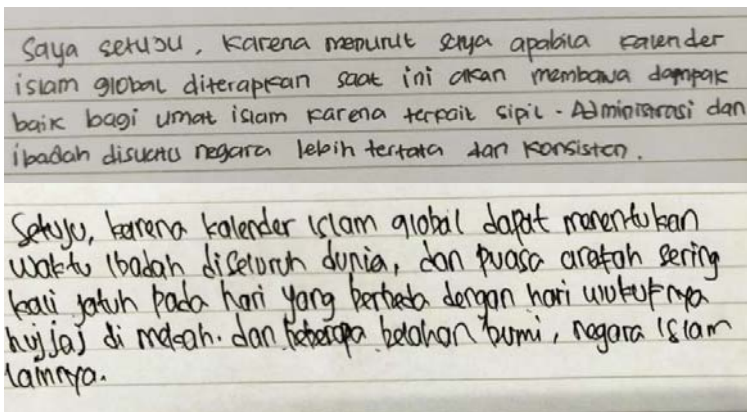 Saya setuju, karena menurut saya apabila kalender
islam global diterapkan saat ini akan membawa dampak
baik bagi umat islam karena terkait sipil - Administrasi dan
ibadah disuatu negara lebih tertata dan konsisten.
Setuju, karena kalender islam global dapat menentukan
waktu ibadah diseluruh dunia, dan puasa arafah sering
kali jatuh pada hari yang berbeda dengan hari wukufnya
hujjaj di mekah. dan beberapa belahan bumi, negara islam
lainnya.